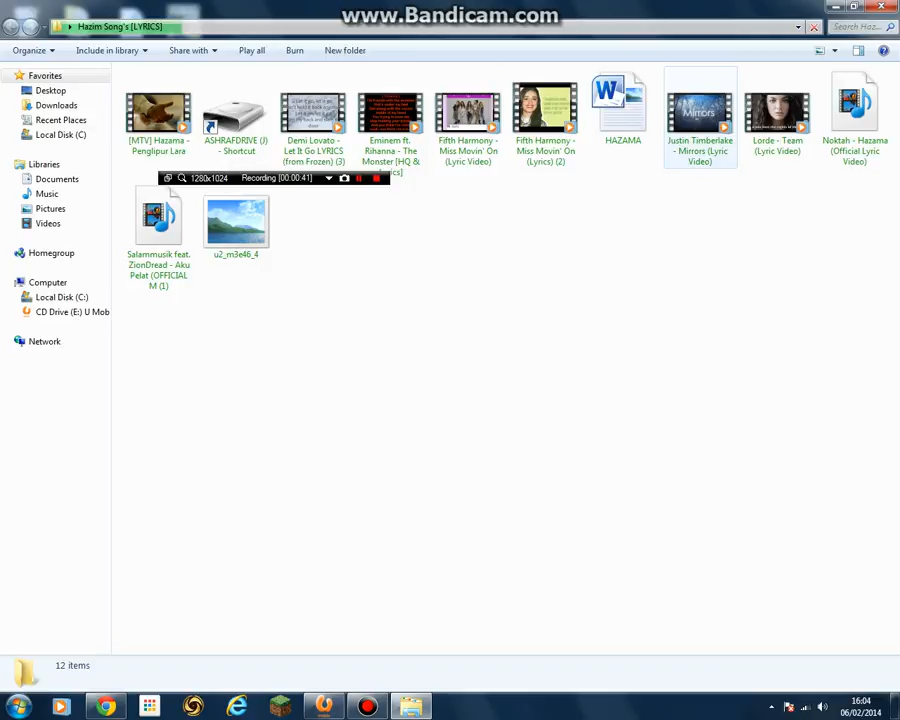 www.Bandicam.com
Hazim Song's [LYRICS]
Search Haz...
Organize
Include in library
Share with
Play all
Burn
New folder
Favorites
Desktop
Downloads
Recent Places
Local Disk (C)
Libraries
Documents
Music
Pictures
Videos
Homegroup
Computer
Local Disk (C:)
CD Drive (E:) U Mob
Network
[MTV] Hazama -
Penglipur Lara
ASHRAFDRIVE (J)
- Shortcut
Demi Lovato -
Let It Go LYRICS
(from Frozen) (3)
Eminem ft.
Rihanna - The
Monster [HQ &
Fifth Harmony -
Miss Movin' On
(Lyric Video)
Fifth Harmony -
Miss Movin' On
(Lyrics) (2)
HAZAMA
Mirrors
Justin Timberlake
- Mirrors (Lyric
Video)
Lorde - Team
(Lyric Video)
Noktah - Hazama
(Official Lyric
Video)
1280x1024
Recording [00:00:41]
Salammusik feat.
ZionDread - Aku
Pelat (OFFICIAL
M (1)
u2_m3e46_4
12 items
16:04
06/02/2014